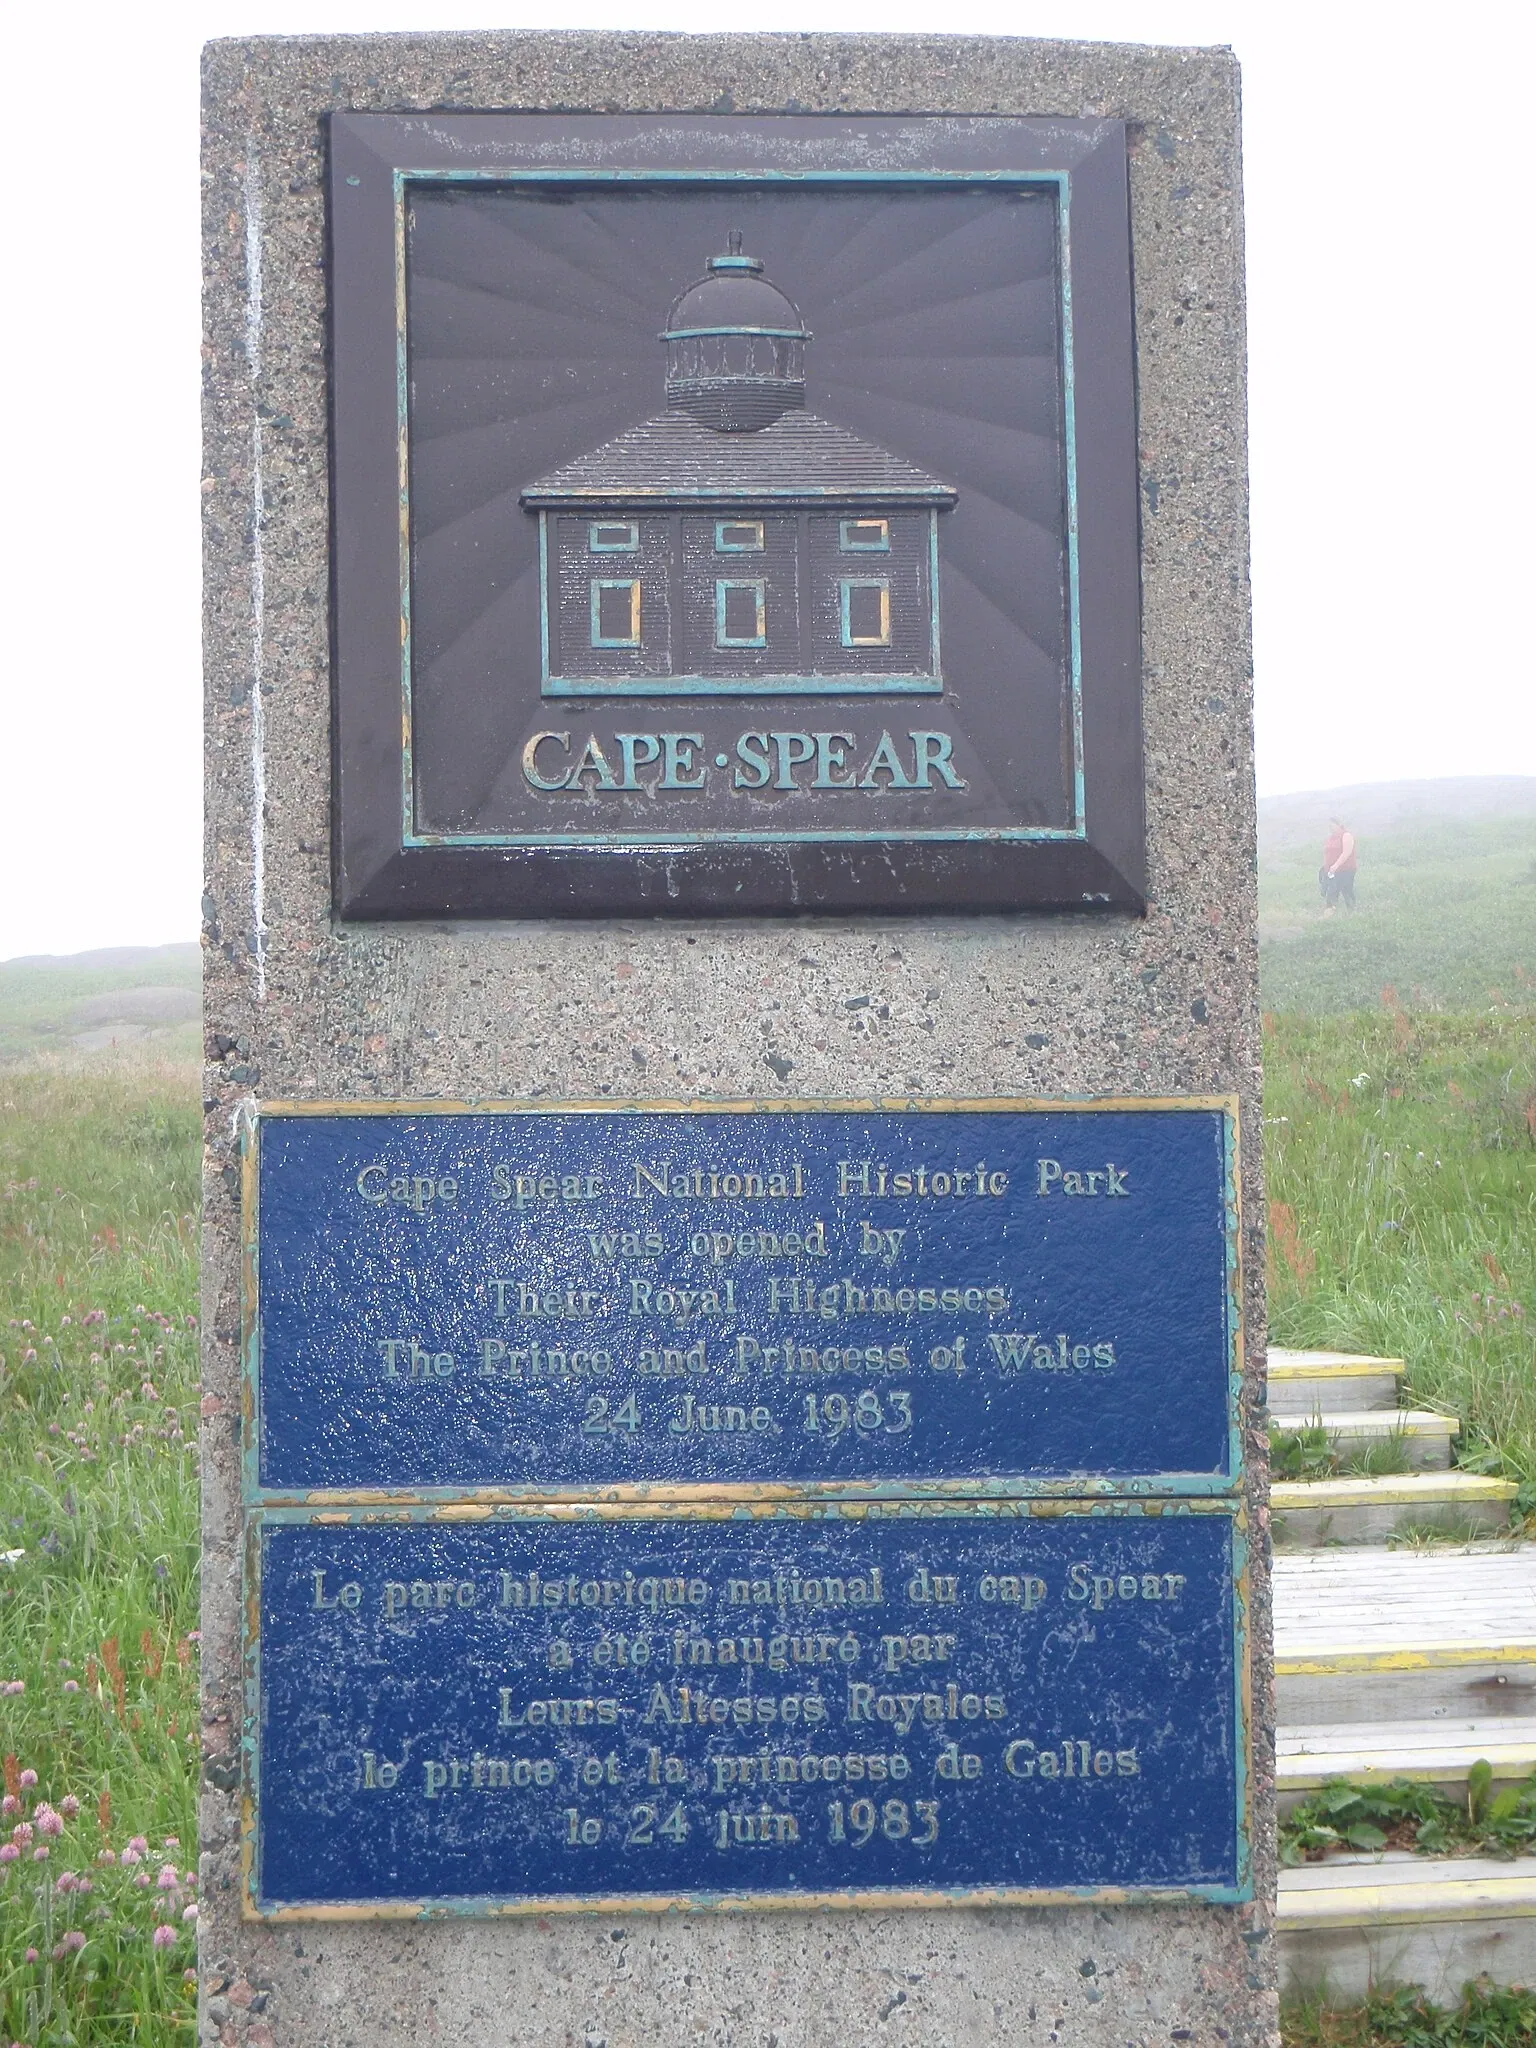 CAPE·SPEAR
Cape Spear National Historic Park
was opened by
Their Royal Highnesses
The Prince and Princess of Wales
24 June 1983
Le parc historique national du cap Spear
a été inauguré par
Leurs Altesses Royales
le prince et la princesse de Galles
le 24 juin 1983